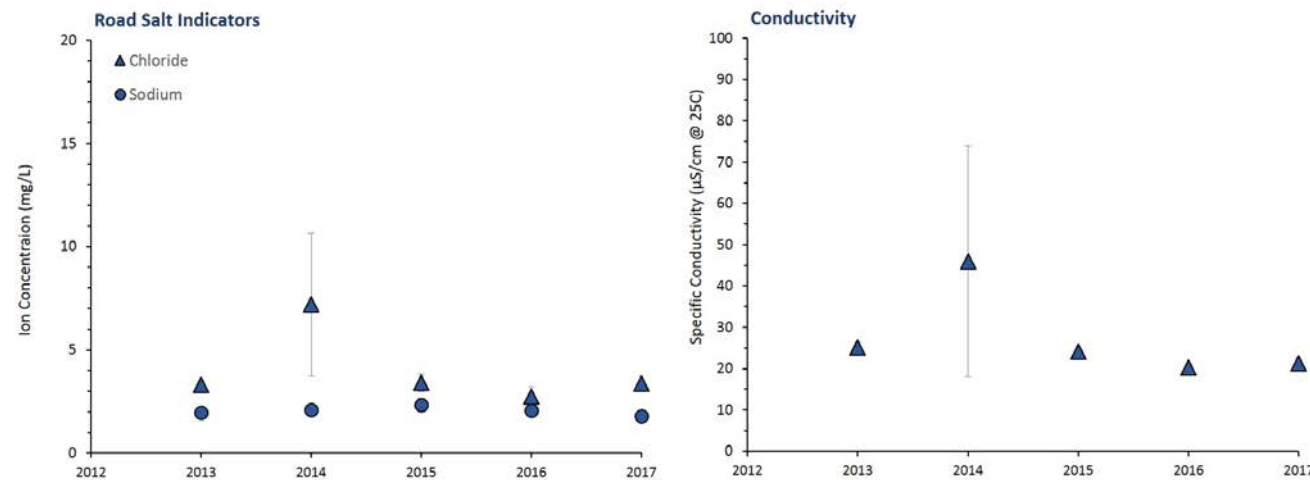 Road Salt Indicators
20
15
10
5
0
Ion Concentraion (mg/L)
Chloride
Sodium
2012 2013 2014 2015 2016 2017
Conductivity
100
90
80
70
60
50
40
30
20
10
0
Specific Conductivity (µS/cm @ 25C)
2012 2013 2014 2015 2016 2017